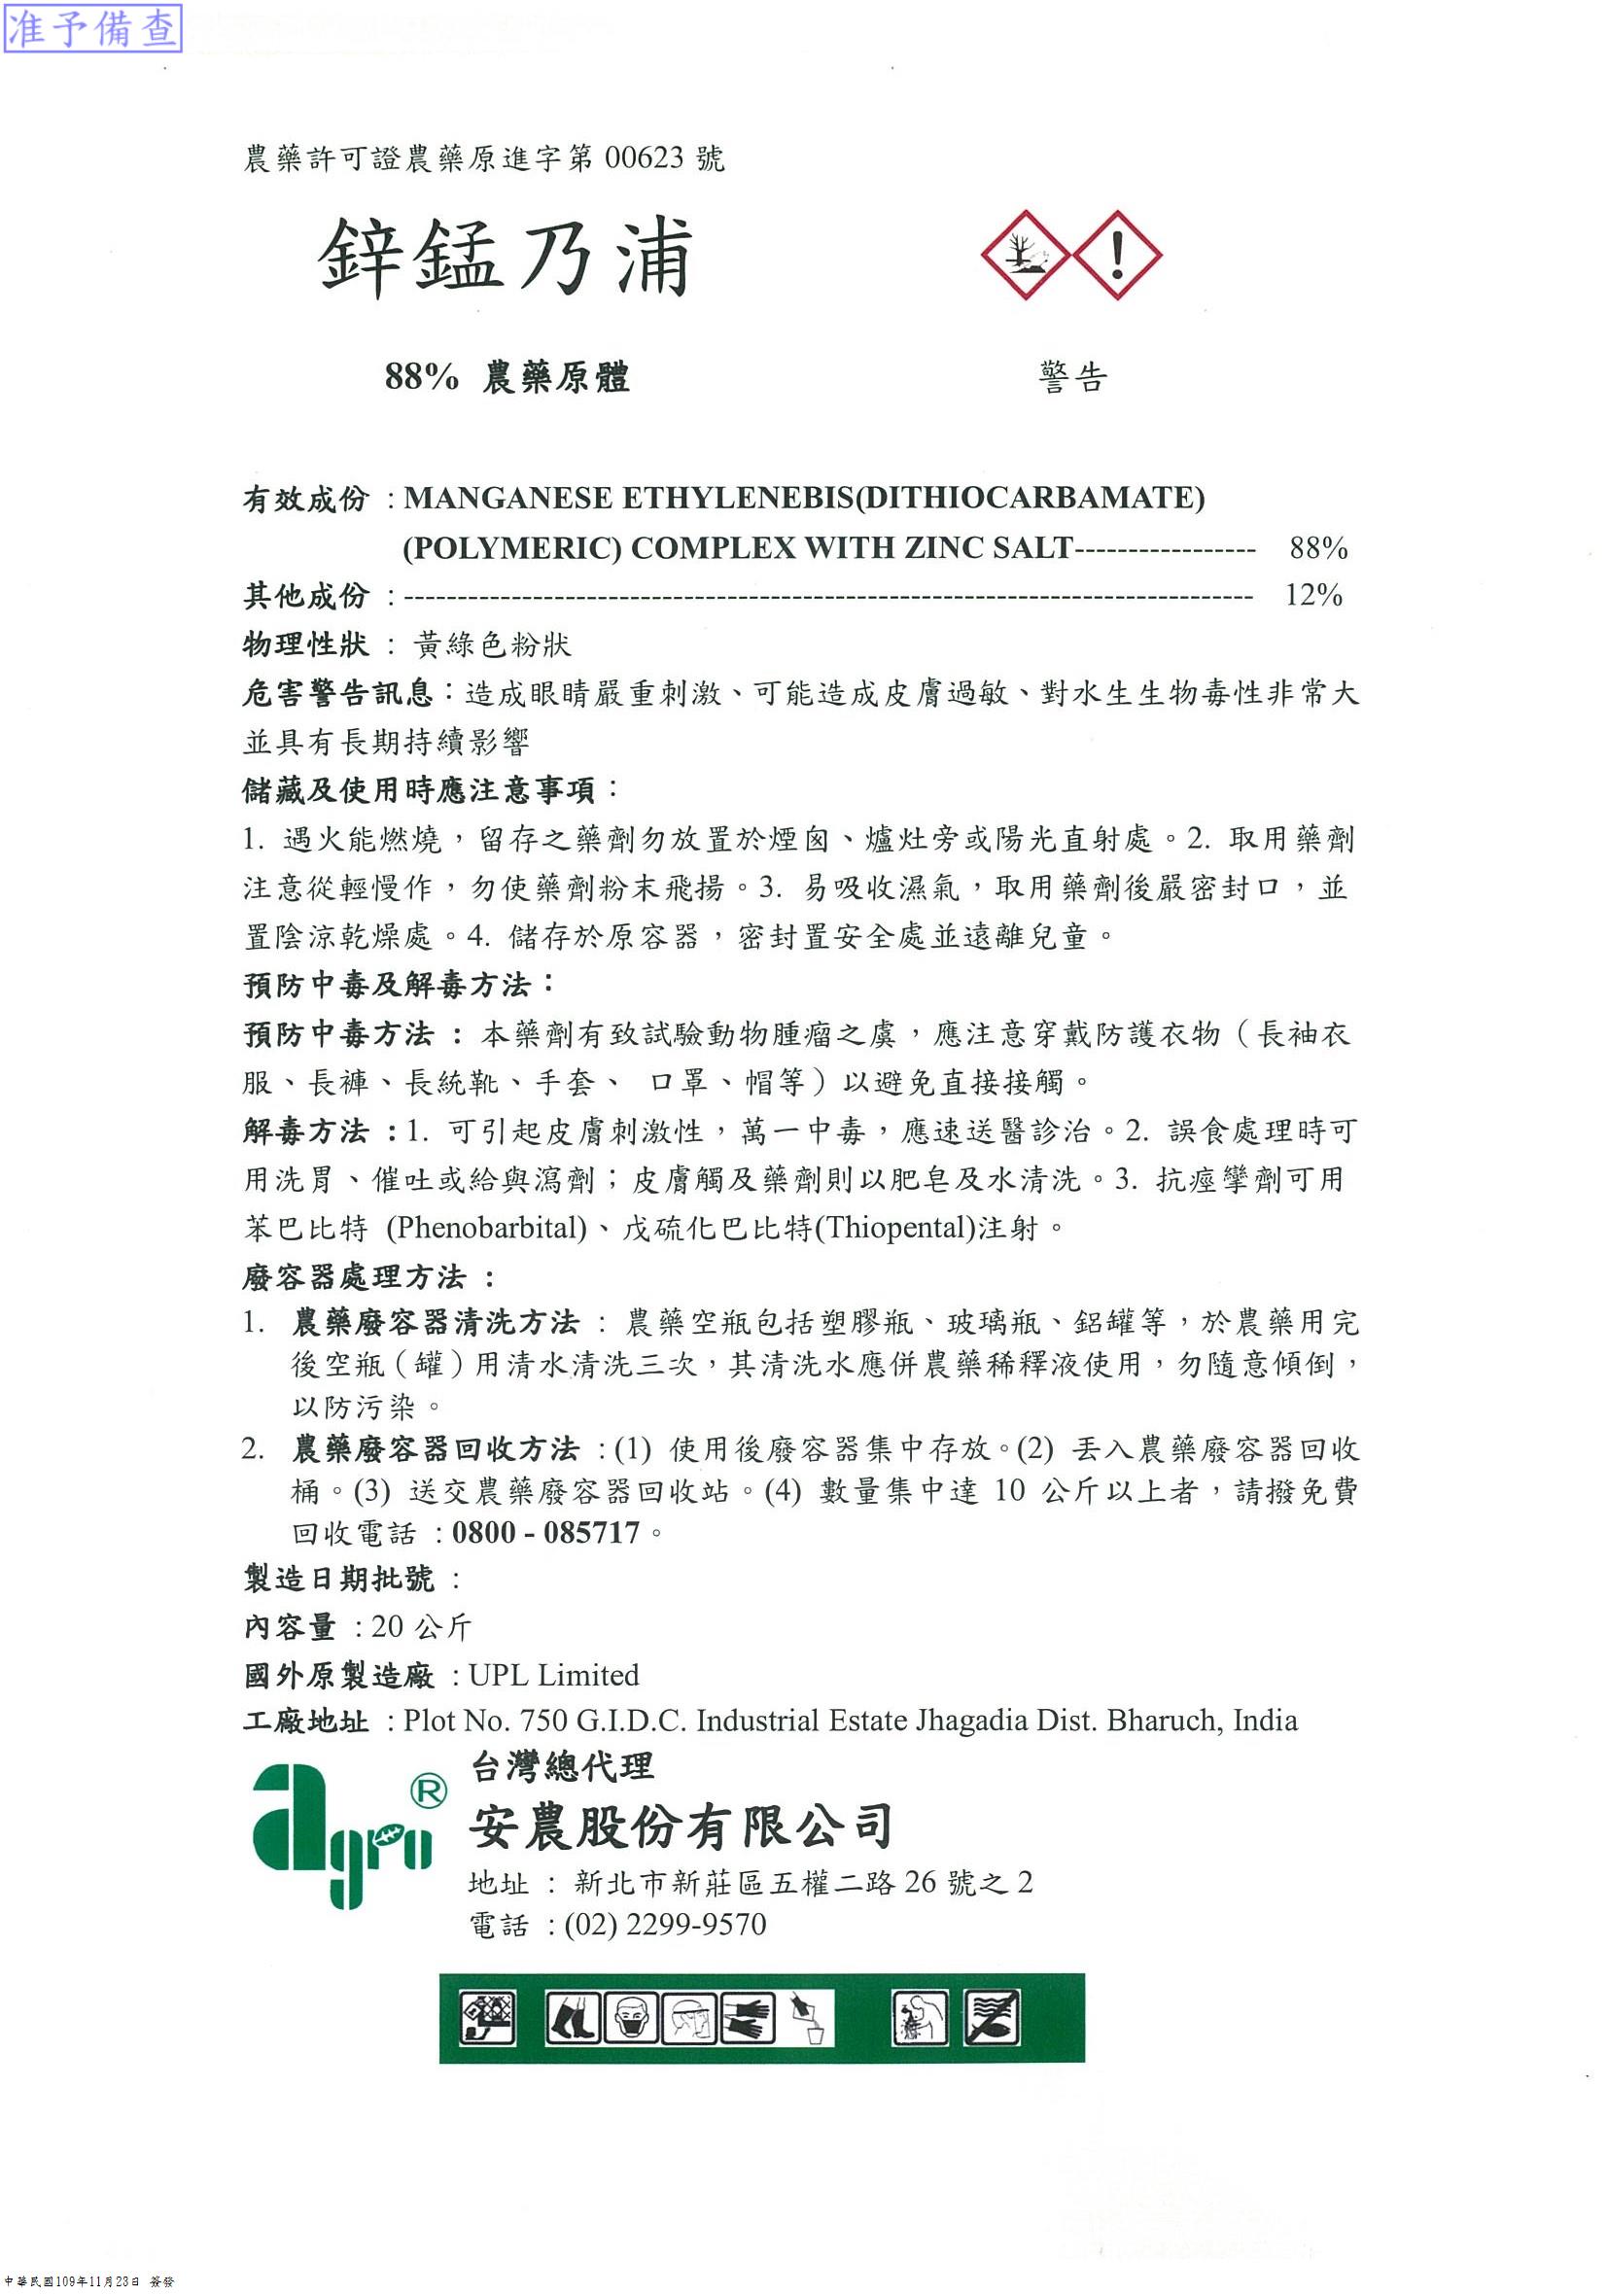 准予備查
農藥許可證農藥原進字第 00623 號
鋅錳乃浦
88% 農藥原體
警告
有效成份 : MANGANESE ETHYLENEBIS(DITHIOCARBAMATE)
(POLYMERIC) COMPLEX WITH ZINC SALT----------------- 88%
其他成份 : -------------------------------------------------------------------------------- 12%
物理性狀 : 黃綠色粉狀
危害警告訊息：造成眼睛嚴重刺激、可能造成皮膚過敏、對水生生物毒性非常大
並具有長期持續影響
儲藏及使用時應注意事項：
1. 遇火能燃燒，留存之藥劑勿放置於煙囪、爐灶旁或陽光直射處。2. 取用藥劑
注意從輕慢作，勿使藥劑粉末飛揚。3. 易吸收濕氣，取用藥劑後嚴密封口，並
置陰涼乾燥處。4. 儲存於原容器，密封置安全處並遠離兒童。
預防中毒及解毒方法：
預防中毒方法 : 本藥劑有致試驗動物腫瘤之虞，應注意穿戴防護衣物（長袖衣
服、長褲、長統靴、手套、 口罩、帽等）以避免直接接觸。
解毒方法 : 1. 可引起皮膚刺激性，萬一中毒，應速送醫診治。2. 誤食處理時可
用洗胃、催吐或給與瀉劑；皮膚觸及藥劑則以肥皂及水清洗。3. 抗痙攣劑可用
苯巴比特 (Phenobarbital)、戊硫化巴比特(Thiopental)注射。
廢容器處理方法 :
1. 農藥廢容器清洗方法 : 農藥空瓶包括塑膠瓶、玻璃瓶、鋁罐等，於農藥用完
後空瓶（罐）用清水清洗三次，其清洗水應併農藥稀釋液使用，勿隨意傾倒，
以防污染。
2. 農藥廢容器回收方法 : (1) 使用後廢容器集中存放。(2) 丟入農藥廢容器回收
桶。(3) 送交農藥廢容器回收站。(4) 數量集中達 10 公斤以上者，請撥免費
回收電話 : 0800 - 085717。
製造日期批號 :
內容量 : 20 公斤
國外原製造廠 : UPL Limited
工廠地址 : Plot No. 750 G.I.D.C. Industrial Estate Jhagadia Dist. Bharuch, India
agro®
台灣總代理
安農股份有限公司
地址 : 新北市新莊區五權二路 26 號之 2
電話 : (02) 2299-9570
中華民國109年11月23日 簽發